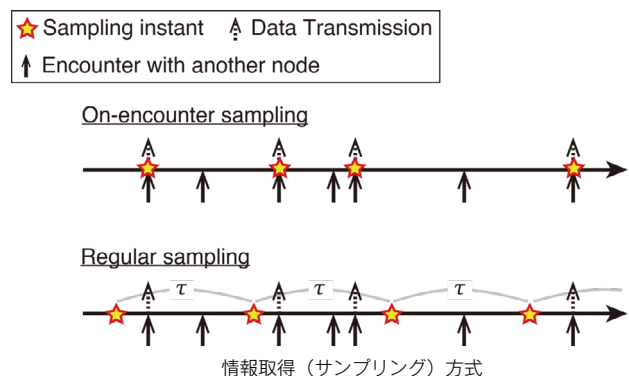 Sampling instant Data Transmission
Encounter with another node
On-encounter sampling
Regular sampling
τ τ τ
情報取得（サンプリング）方式